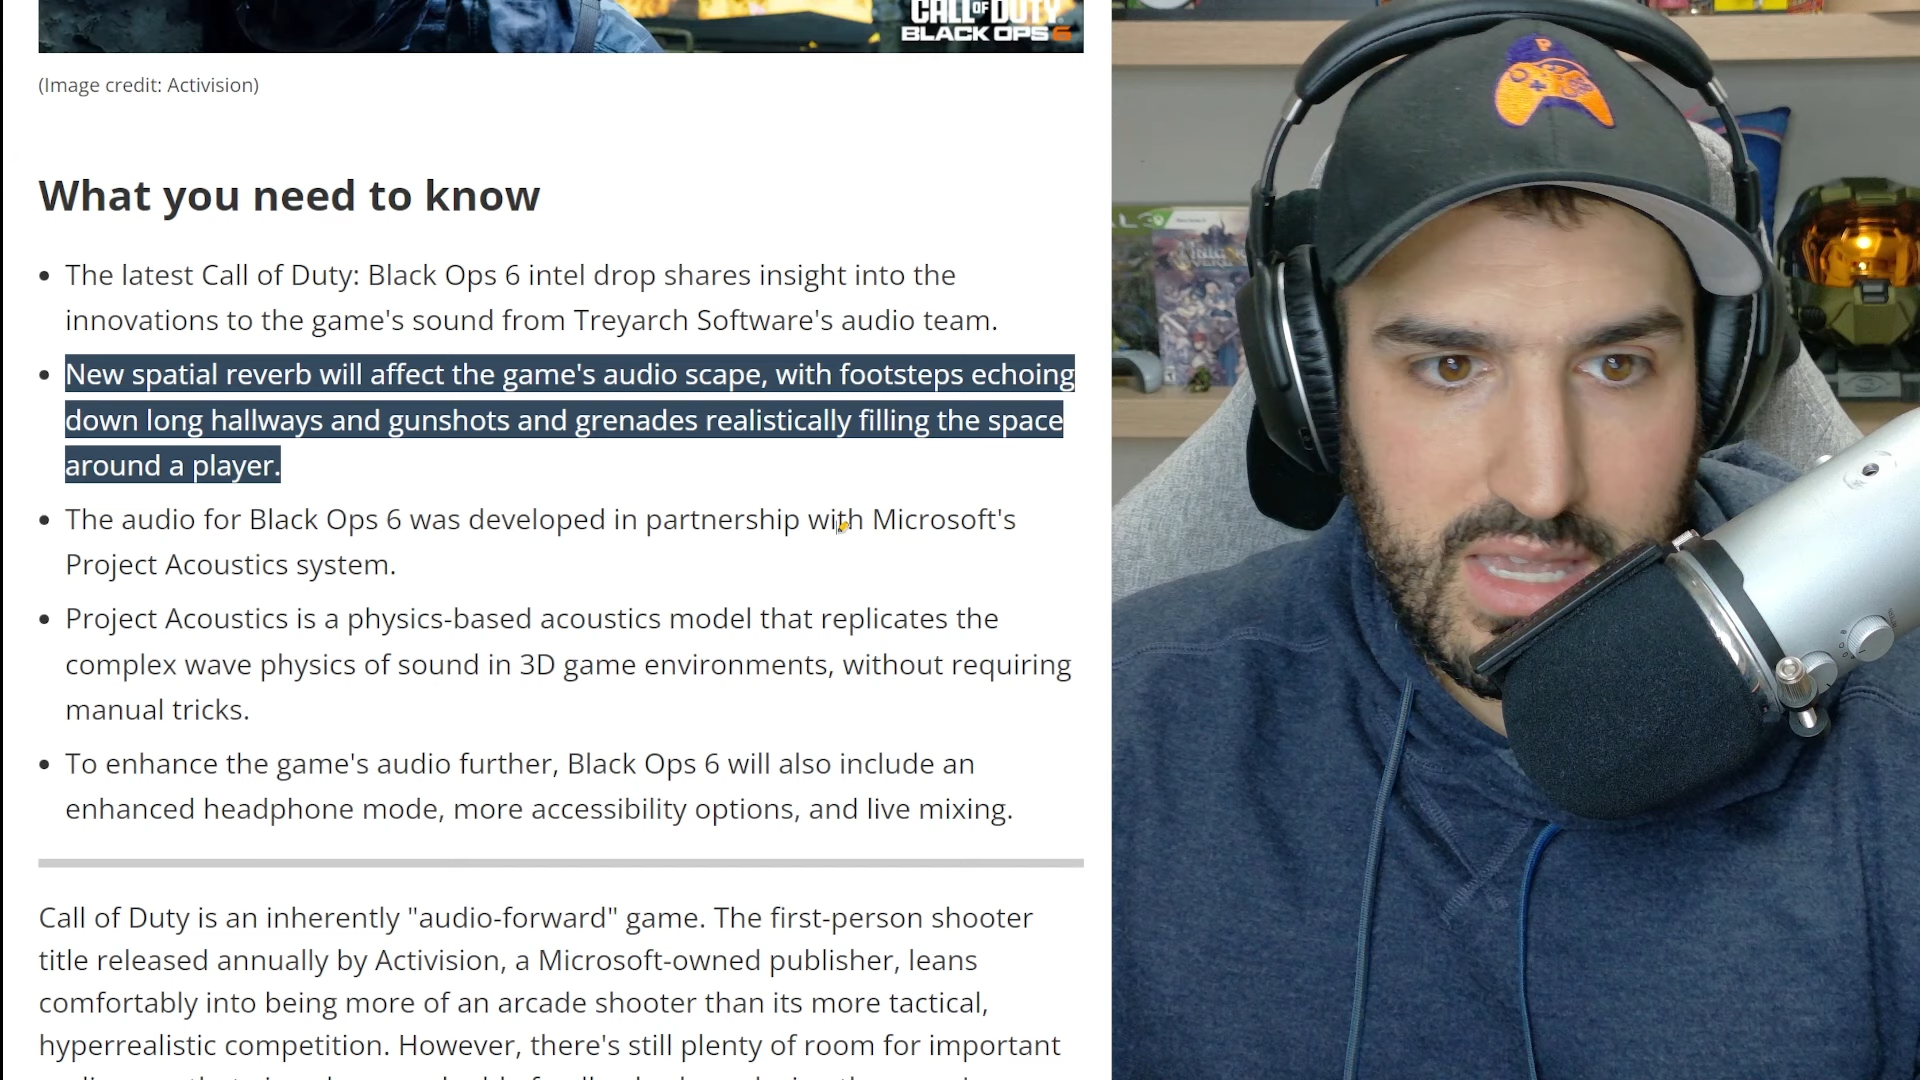 CALL OF DUTY
BLACK OPS 6
(Image credit: Activision)
What you need to know
• The latest Call of Duty: Black Ops 6 intel drop shares insight into the
innovations to the game's sound from Treyarch Software's audio team.
• New spatial reverb will affect the game's audio scape, with footsteps echoing
down long hallways and gunshots and grenades realistically filling the space
around a player.
• The audio for Black Ops 6 was developed in partnership with Microsoft's
Project Acoustics system.
• Project Acoustics is a physics-based acoustics model that replicates the
complex wave physics of sound in 3D game environments, without requiring
manual tricks.
• To enhance the game's audio further, Black Ops 6 will also include an
enhanced headphone mode, more accessibility options, and live mixing.
Call of Duty is an inherently "audio-forward" game. The first-person shooter
title released annually by Activision, a Microsoft-owned publisher, leans
comfortably into being more of an arcade shooter than its more tactical,
hyperrealistic competition. However, there's still plenty of room for important
P